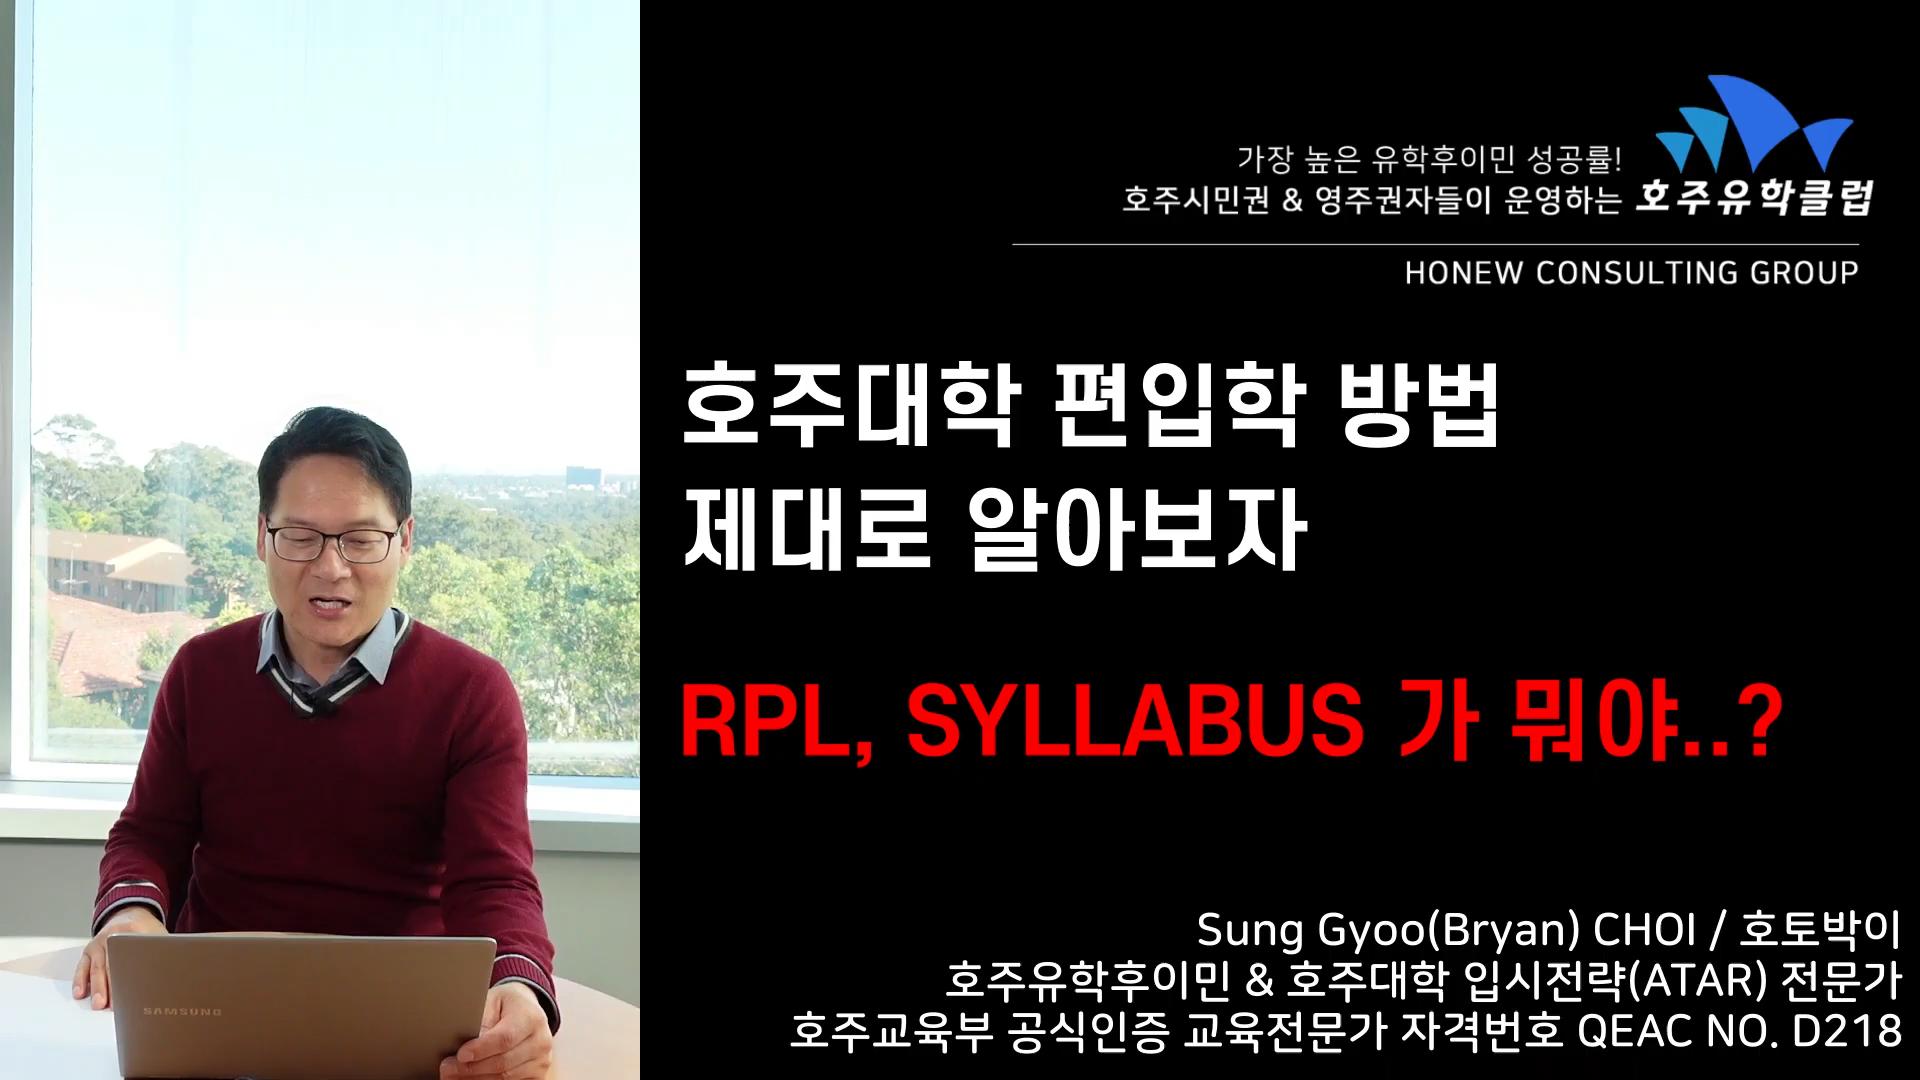 가장 높은 유학후이민 성공률!
호주시민권 & 영주권자들이 운영하는 호주유학클럽
HONEW CONSULTING GROUP
호주대학 편입학 방법
제대로 알아보자
RPL, SYLLABUS 가 뭐야..?
Sung Gyoo(Bryan) CHOI / 호토박이
호주유학후이민 & 호주대학 입시전략(ATAR) 전문가
호주교육부 공식인증 교육전문가 자격번호 QEAC NO. D218
SAMSUNG